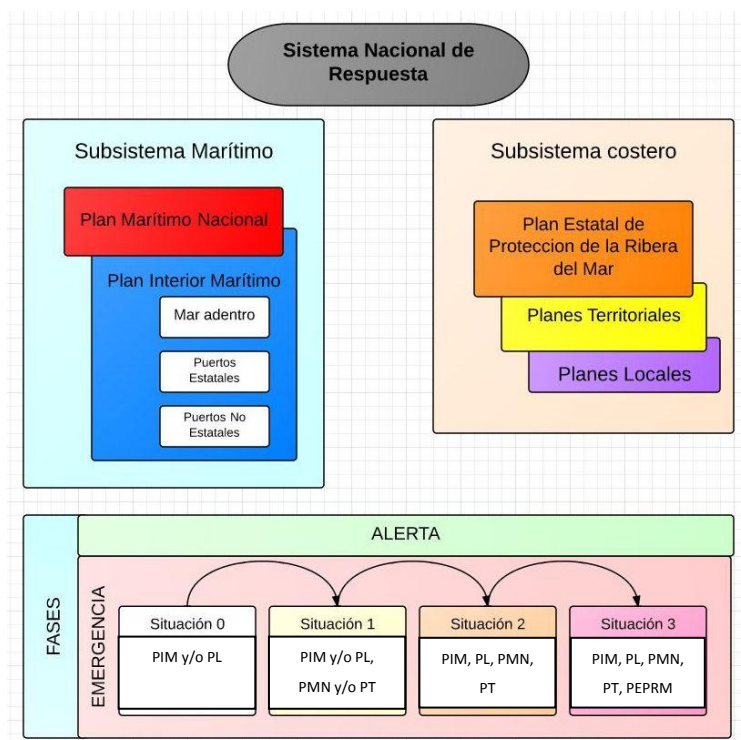 Sistema Nacional de
Respuesta
Subsistema Marítimo
Plan Marítimo Nacional
Plan Interior Marítimo
Mar adentro
Puertos
Estatales
Puertos No
Estatales
Subsistema costero
Plan Estatal de
Proteccion de la Ribera
del Mar
Planes Territoriales
Planes Locales
FASES
ALERTA
EMERGENCIA
Situación 0
PIM y/o PL
Situación 1
PIM y/o PL,
PMN y/o PT
Situación 2
PIM, PL, PMN,
PT
Situación 3
PIM, PL, PMN,
PT, PEPRM